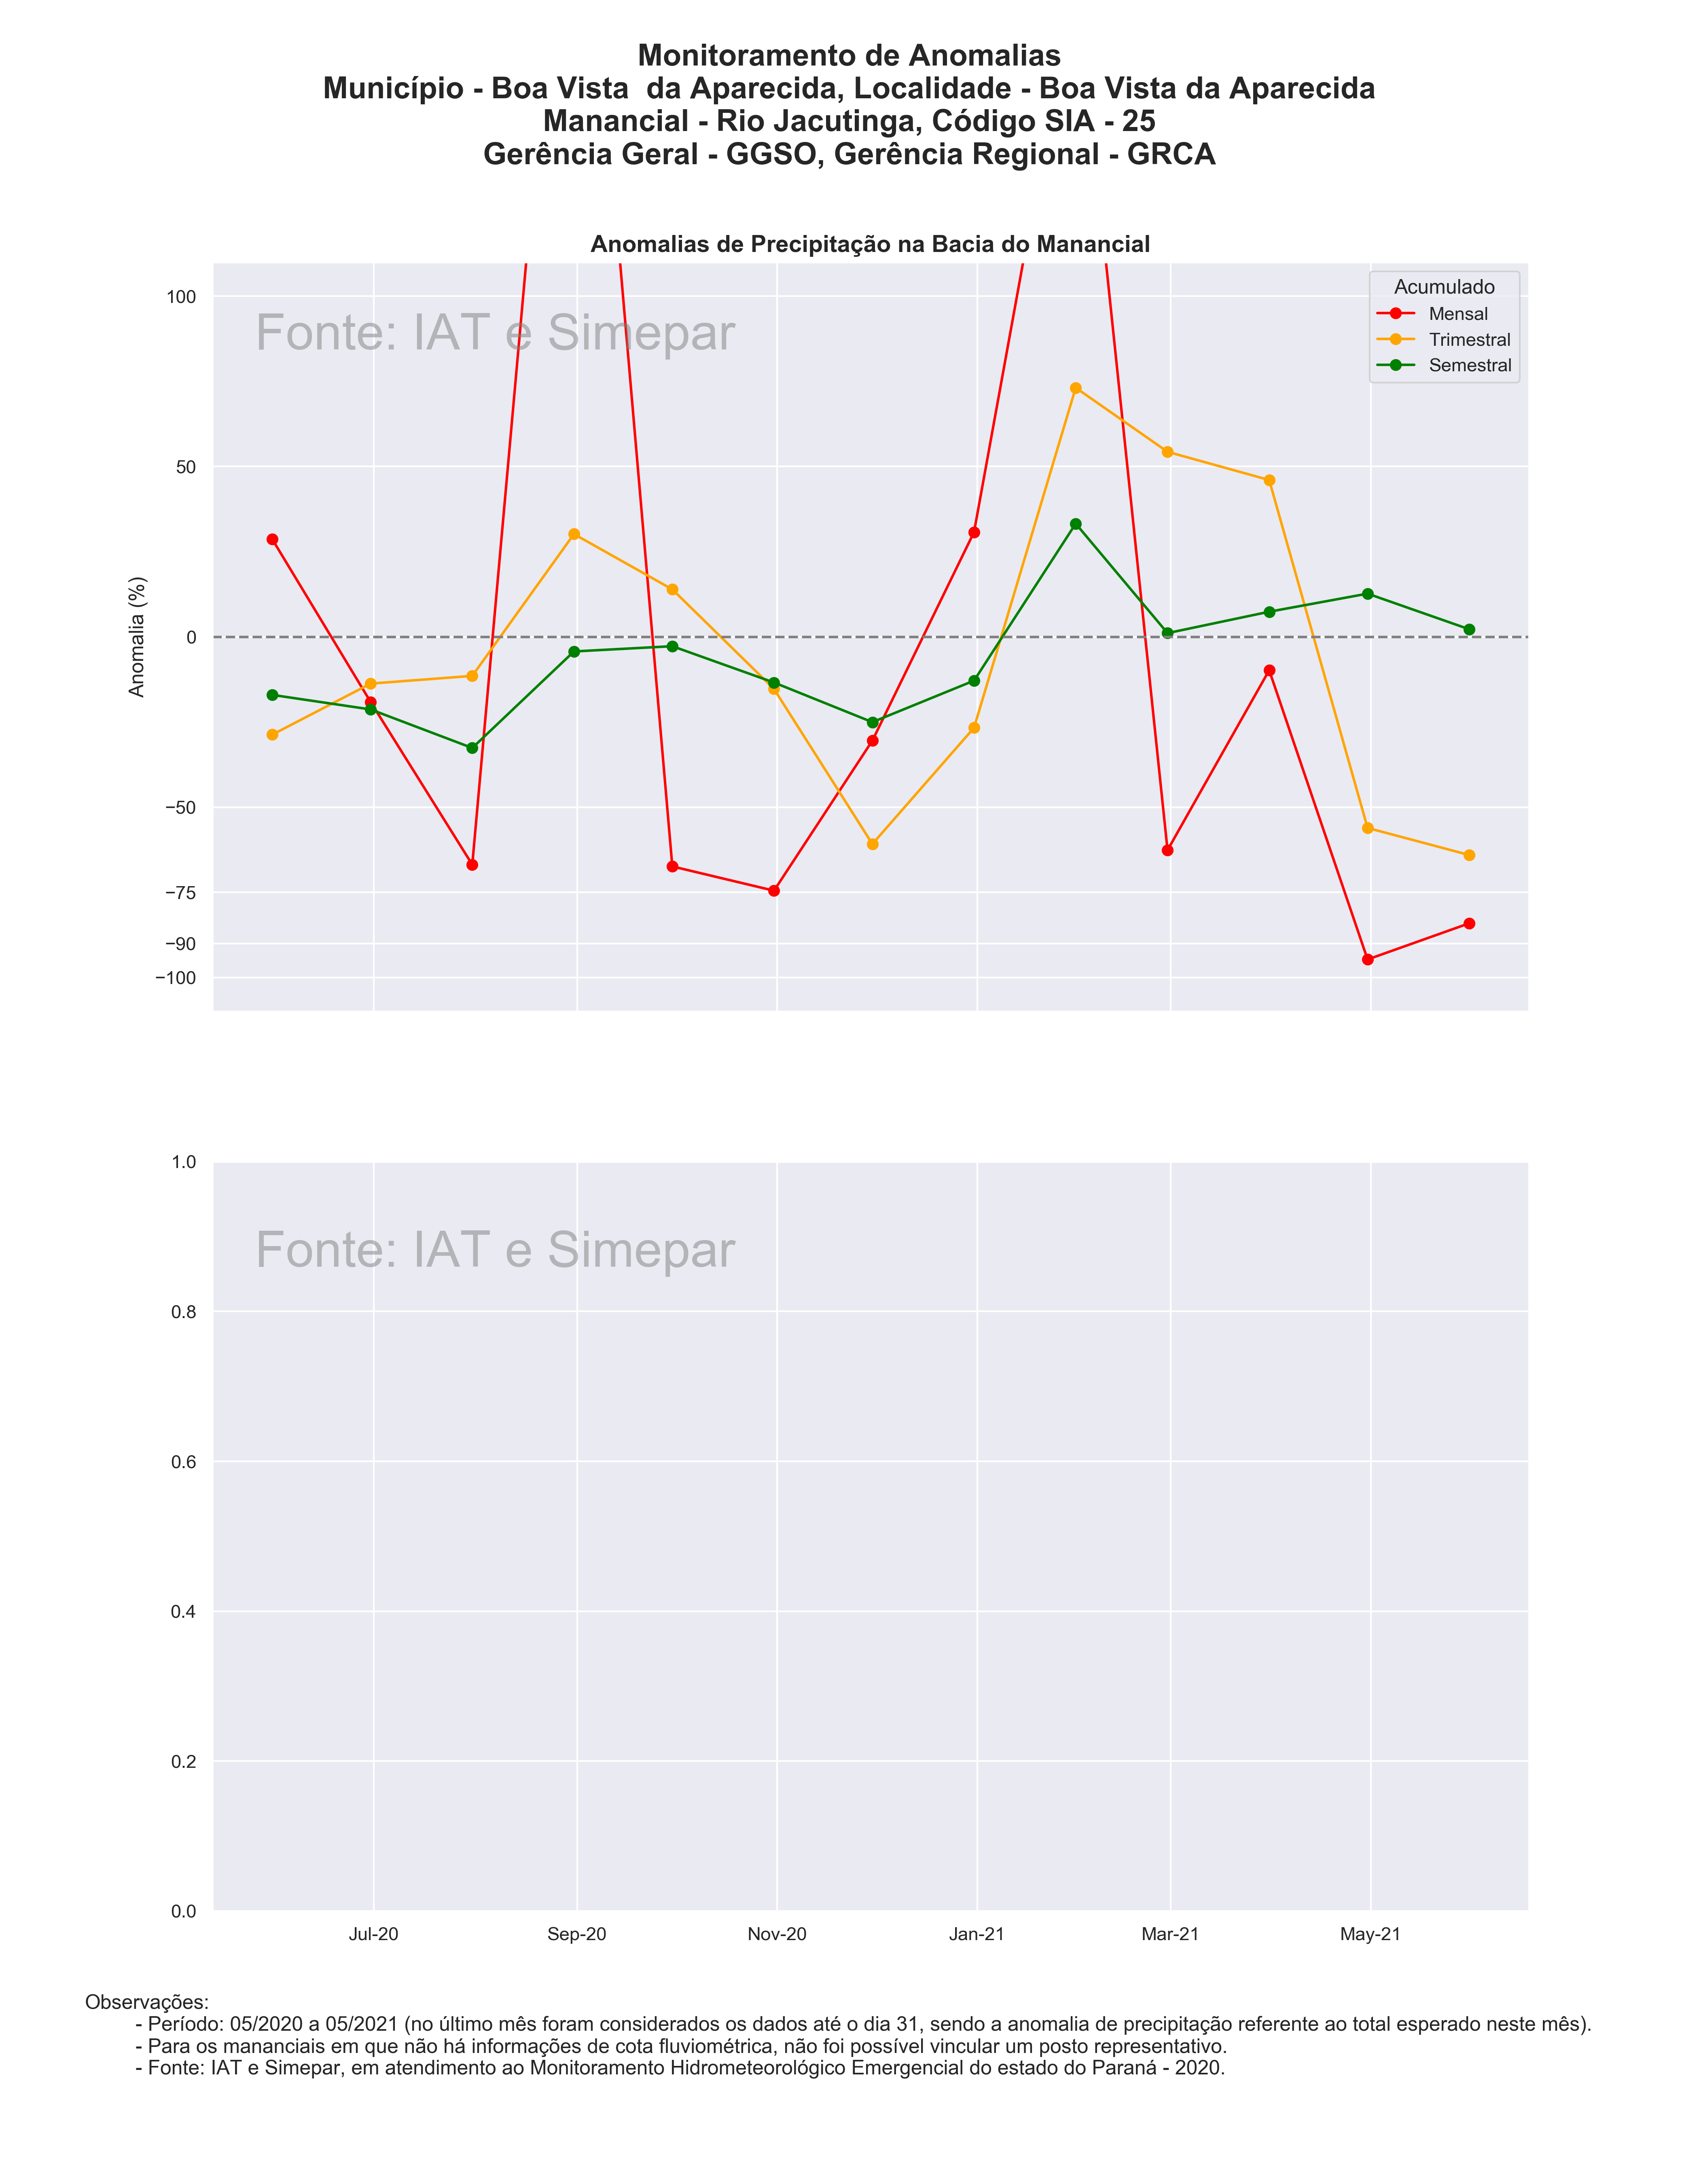 Monitoramento de Anomalias
Município - Boa Vista  da Aparecida, Localidade - Boa Vista da Aparecida
Manancial - Rio Jacutinga, Código SIA - 25
Gerência Geral - GGSO, Gerência Regional - GRCA
Anomalias de Precipitação na Bacia do Manancial
Fonte: IAT e Simepar
Acumulado
Mensal
Trimestral
Semestral
Anomalia (%)
100
50
0
−50
−75
−90
−100
Fonte: IAT e Simepar
1.0
0.8
0.6
0.4
0.2
0.0
Jul-20 Sep-20 Nov-20 Jan-21 Mar-21 May-21
Observações:
- Período: 05/2020 a 05/2021 (no último mês foram considerados os dados até o dia 31, sendo a anomalia de precipitação referente ao total esperado neste mês).
- Para os mananciais em que não há informações de cota fluviométrica, não foi possível vincular um posto representativo.
- Fonte: IAT e Simepar, em atendimento ao Monitoramento Hidrometeorológico Emergencial do estado do Paraná - 2020.